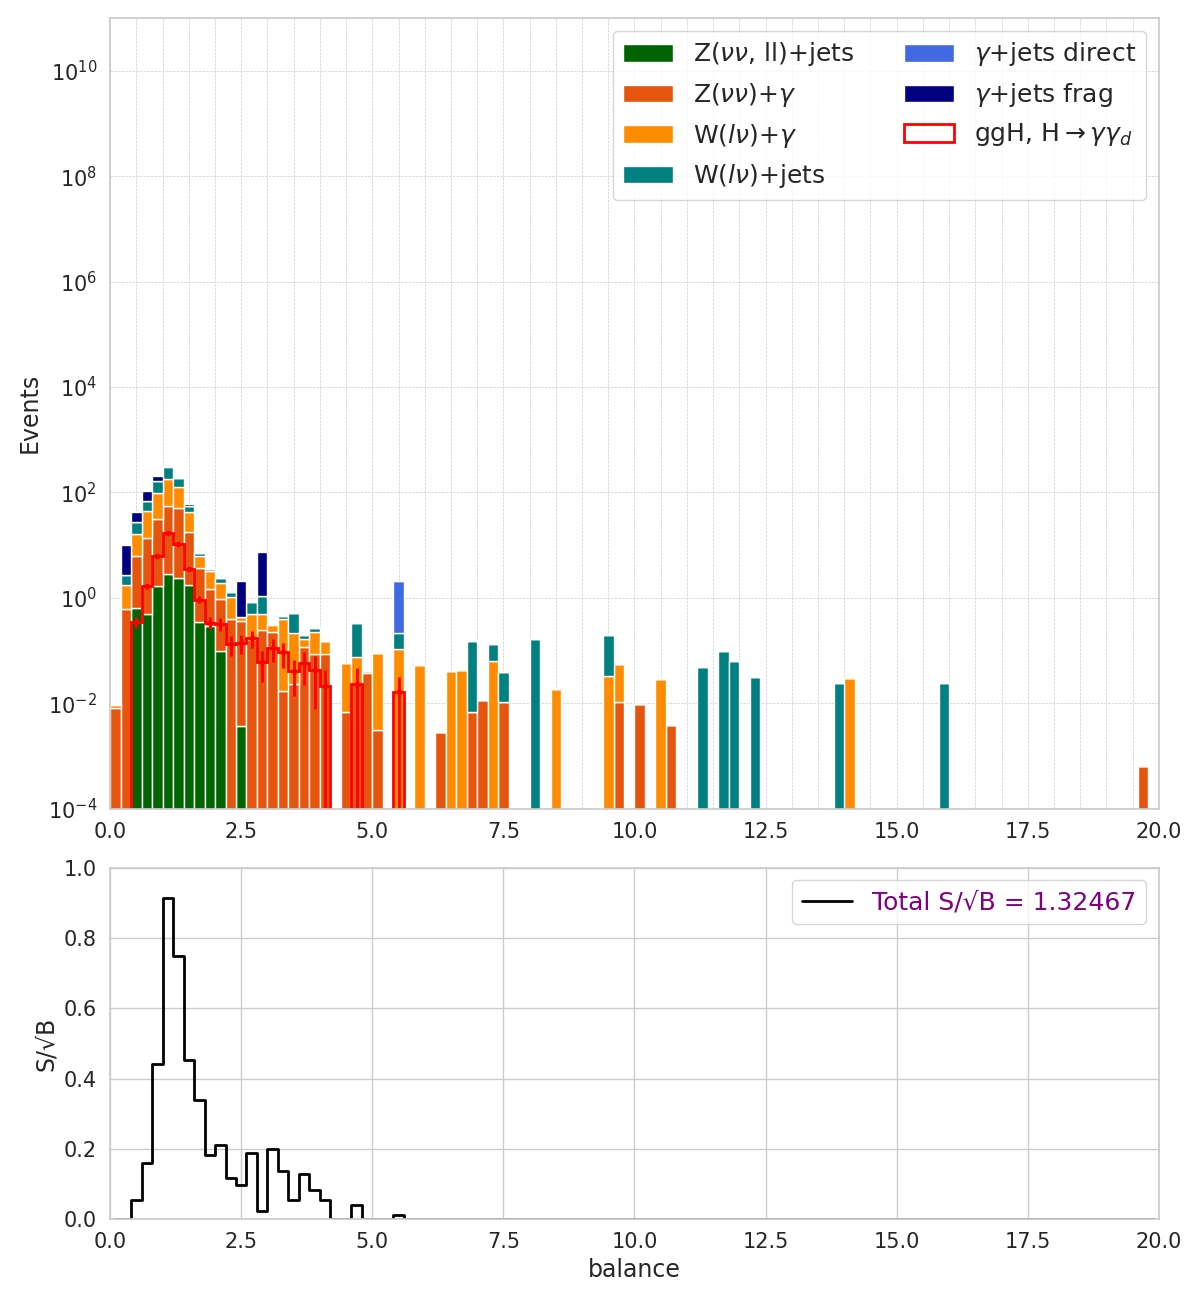 Z(νν, ll)+jets
Z(νν)+γ
W(lν)+γ
W(lν)+jets
γ+jets direct
γ+jets frag
ggH, H→γγ_d
Events
10^10
10^8
10^6
10^4
10^2
10^0
10^−2
10^−4
0.0 2.5 5.0 7.5 10.0 12.5 15.0 17.5 20.0
Total S/√B = 1.32467
S/√B
1.0
0.8
0.6
0.4
0.2
0.0
0.0 2.5 5.0 7.5 10.0 12.5 15.0 17.5 20.0
balance